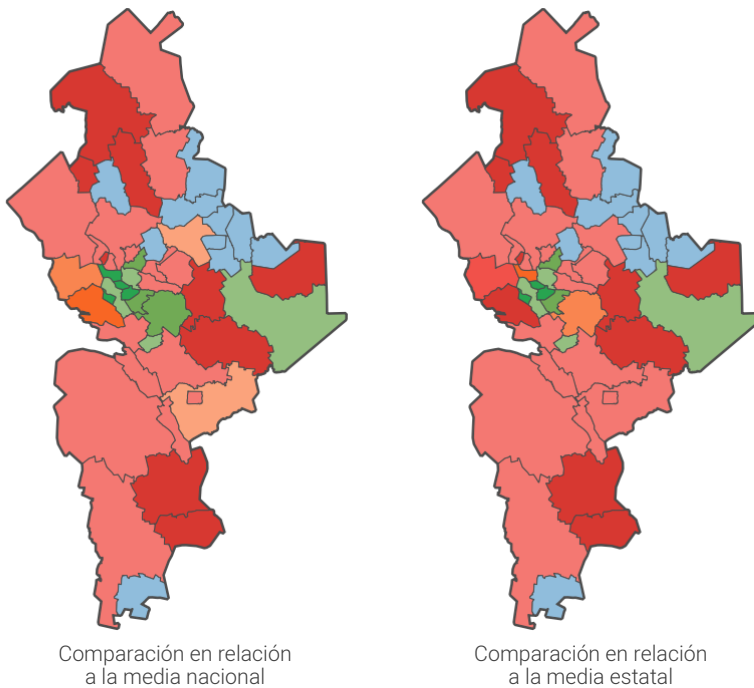 Comparación en relación
a la media nacional
Comparación en relación
a la media estatal